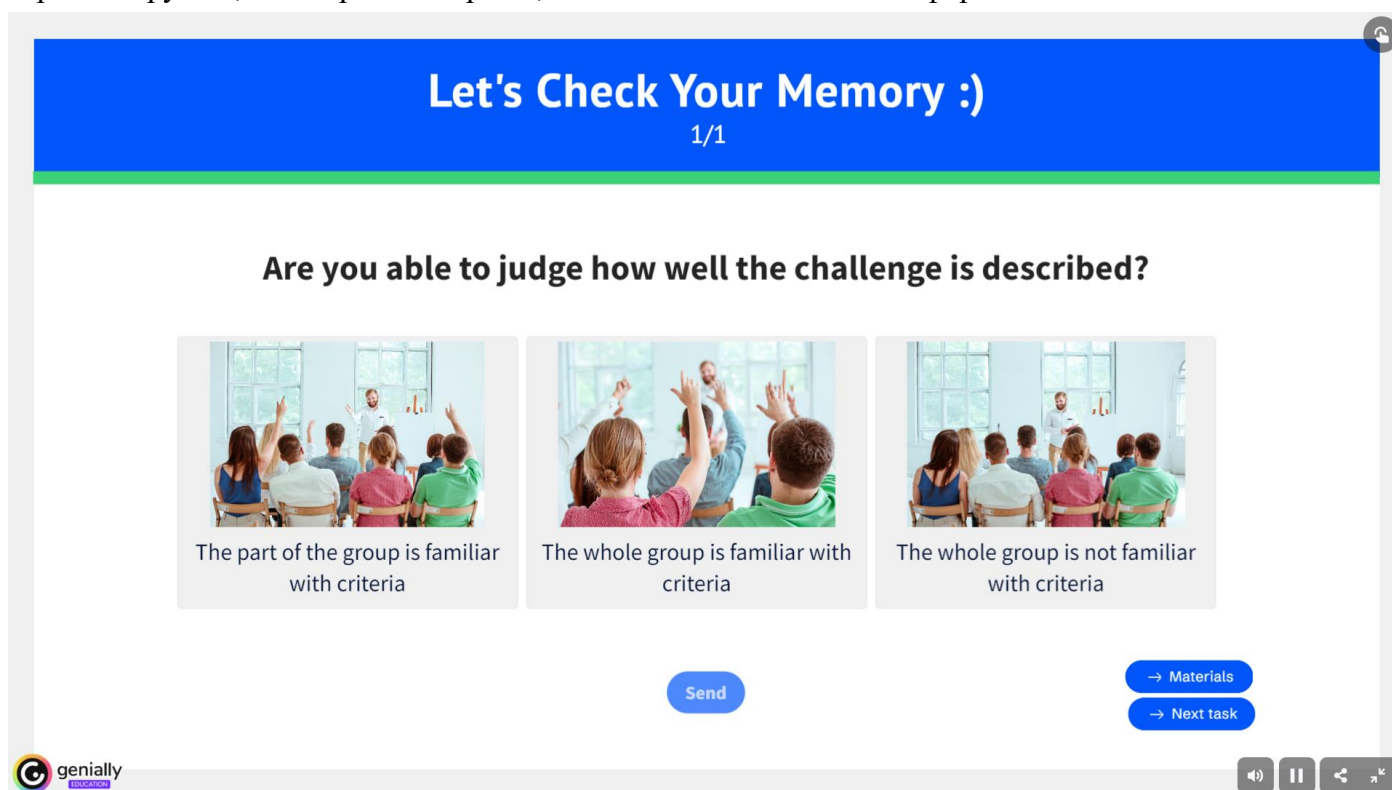 Let's Check Your Memory :)
1/1
Are you able to judge how well the challenge is described?
The part of the group is familiar
with criteria
The whole group is familiar with
criteria
The whole group is not familiar
with criteria
Send
→ Materials
→ Next task
genially
EDUCATION